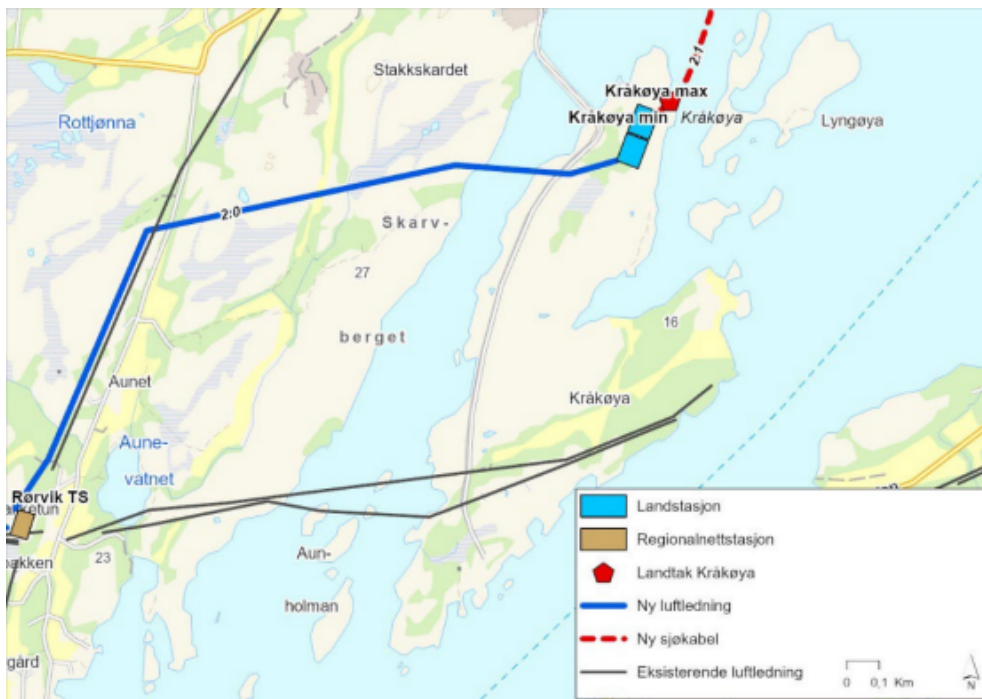 Stakkskardet
2:1
Kråkøya max
Kråkøya min
Kråkøya
Lyngøya
Rottjønna
2:0
Skarv-
27
berget
16
Aunet
Kråkøya
Aune-
vatnet
Rørvik TS
23
Aun-
holman
gård
Landstasjon
Regionalnettstasjon
Landtak Kråkøya
Ny luftledning
Ny sjøkabel
Eksisterende luftledning
0 0,1 Km
N